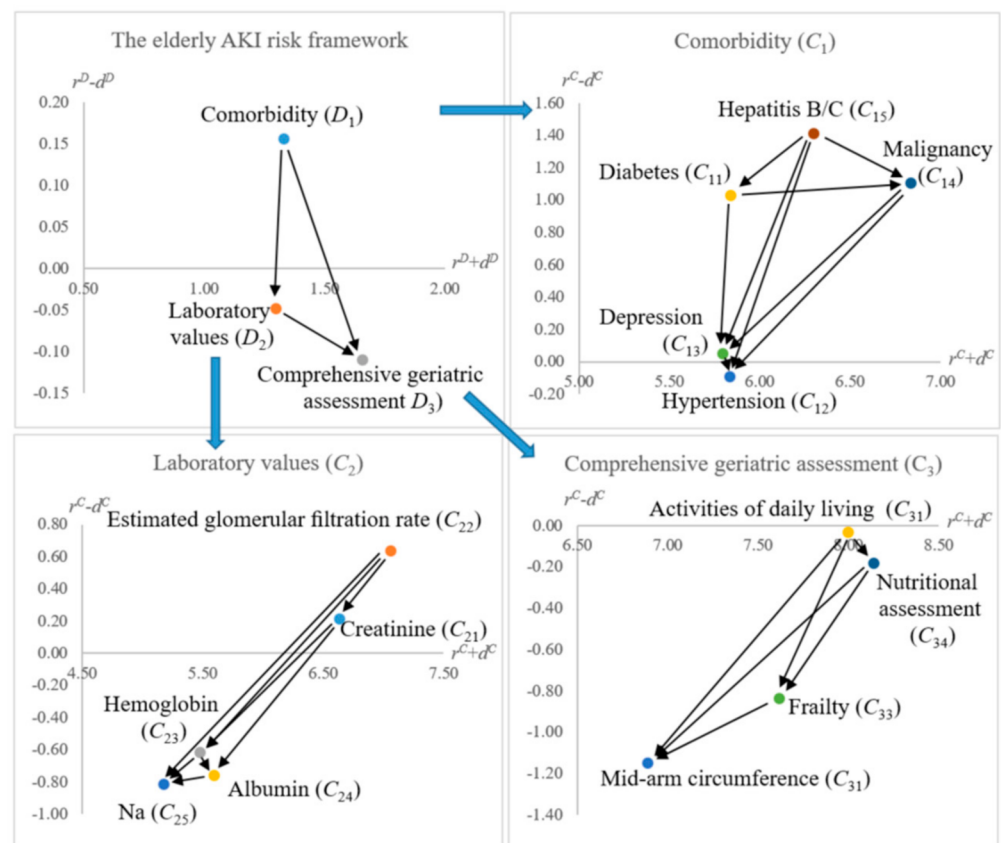 The elderly AKI risk framework
r^D-d^D
0.20
0.15
0.10
0.05
0.00
-0.05
-0.10
-0.15
0.50
1.00
1.50
2.00
r^D+d^D
Comorbidity (D₁)
Laboratory
values (D₂)
Comprehensive geriatric
assessment D₃)
Comorbidity (C₁)
r^C-d^C
1.60
1.40
1.20
1.00
0.80
0.60
0.40
0.20
0.00
-0.20
5.00
5.50
6.00
6.50
7.00
r^C+d^C
Hepatitis B/C (C₁₅)
Malignancy
(C₁₄)
Diabetes (C₁₁)
Depression
(C₁₃)
Hypertension (C₁₂)
Laboratory values (C₂)
r^C-d^C
0.80
0.60
0.40
0.20
0.00
-0.20
-0.40
-0.60
-0.80
-1.00
4.50
5.50
6.50
7.50
r^C+d^C
Estimated glomerular filtration rate (C₂₂)
Creatinine (C₂₁)
Hemoglobin
(C₂₃)
Albumin (C₂₄)
Na (C₂₅)
Comprehensive geriatric assessment (C₃)
r^C-d^C
0.00
-0.20
-0.40
-0.60
-0.80
-1.00
-1.20
-1.40
6.50
7.00
7.50
8.00
8.50
r^C+d^C
Activities of daily living (C₃₁)
Nutritional
assessment
(C₃₄)
Frailty (C₃₃)
Mid-arm circumference (C₃₁)